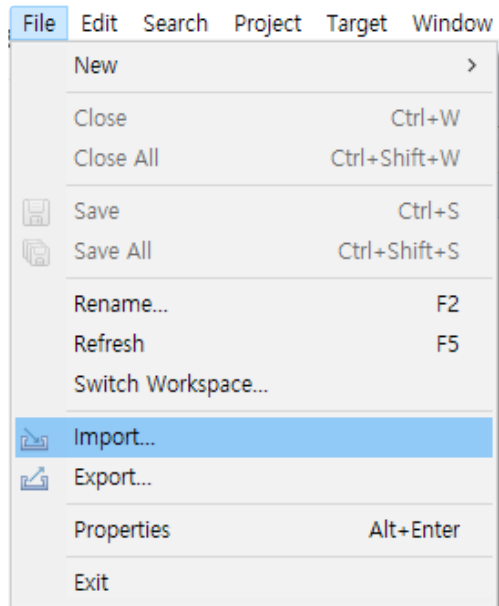 File Edit Search Project Target Window
New >
Close Ctrl+W
Close All Ctrl+Shift+W
Save Ctrl+S
Save All Ctrl+Shift+S
Rename... F2
Refresh F5
Switch Workspace...
Import...
Export...
Properties Alt+Enter
Exit